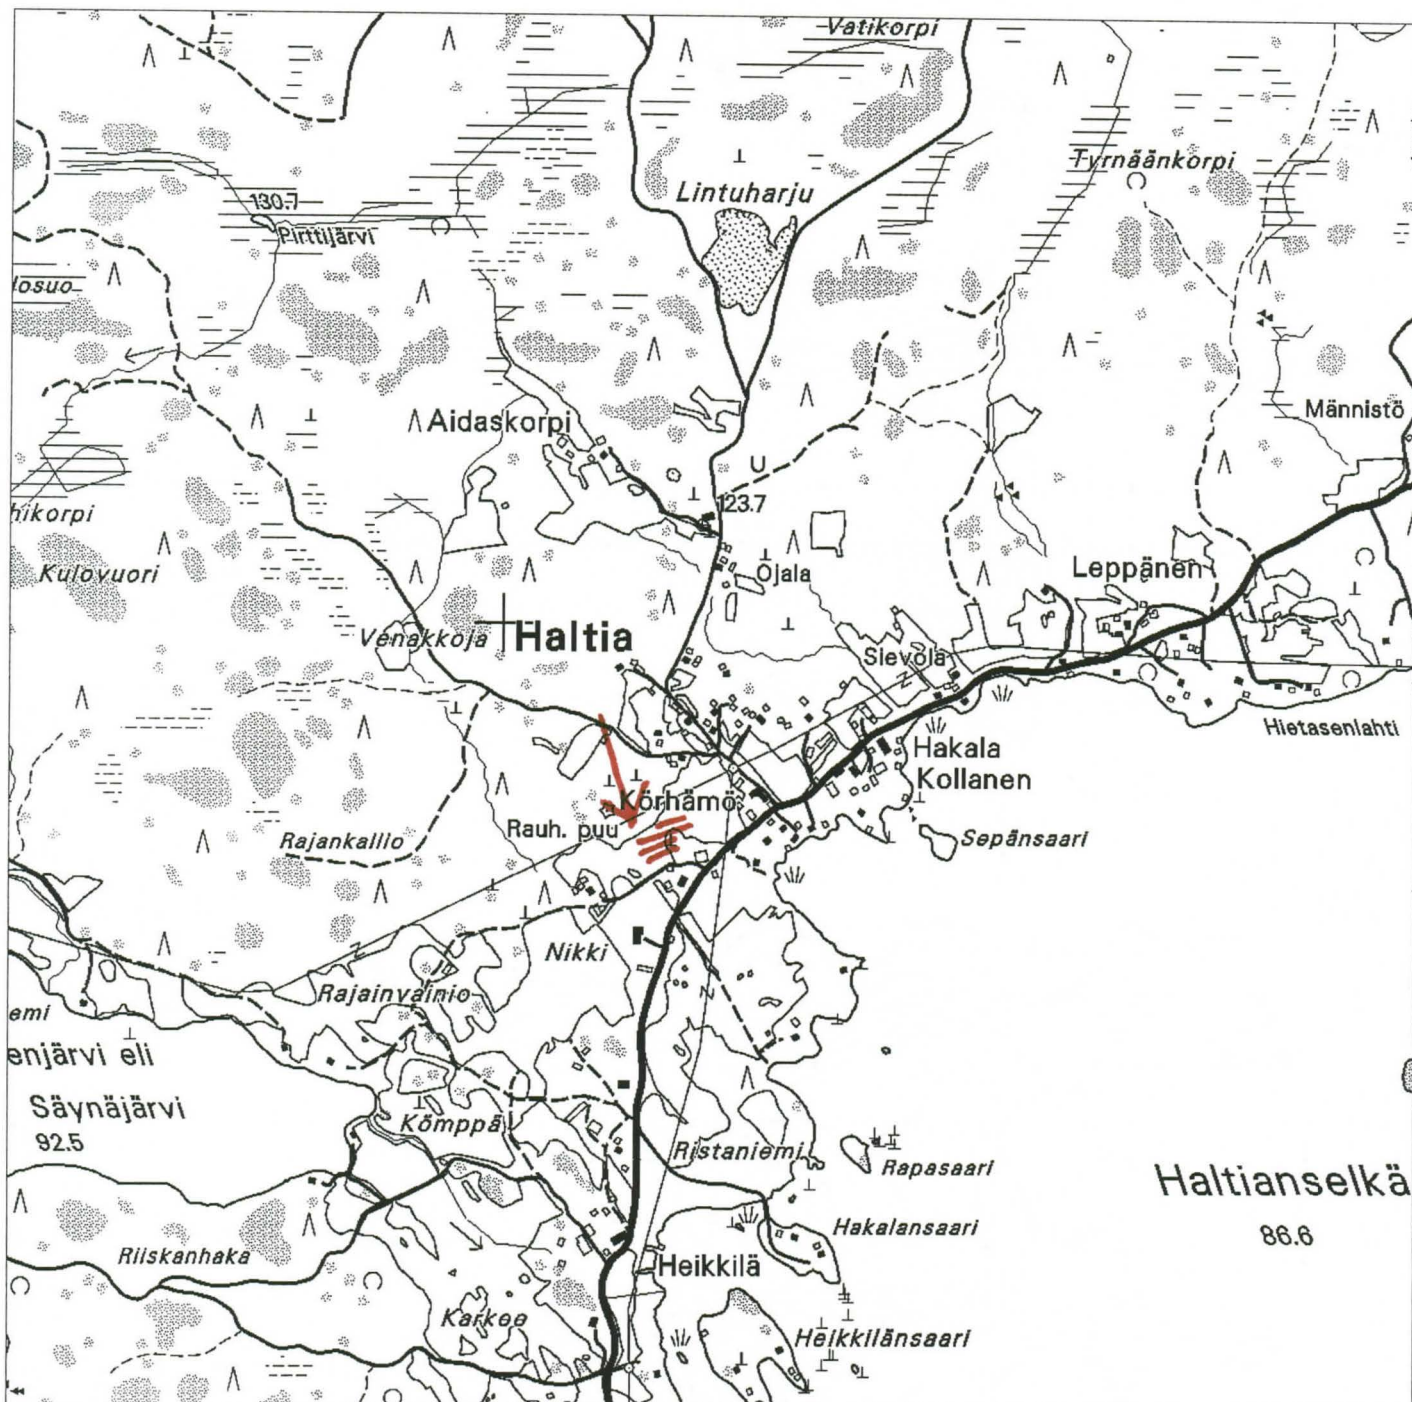 Vatikorpi
Tyrnäänkorpi
Lintuharju
130.7
Pirttijärvi
losuo
Männistö
Aidaskorpi
U
123.7
hikorpi
Kulovuori
Ojala
Leppänen
Venäkkoja
Haltia
Sievola
Hietasenlahti
Hakala
Kollanen
Körhämö
Rauh. puu
Rajankallio
Sepänsaari
Nikki
Rajainvainio
emi
enjärvi eli
Säynäjärvi
92.5
Kömppä
Ristaniemi
Rapasaari
Haltianselkä
86.6
Hakalansaari
Riiskanhaka
Heikkilä
Karkee
Heikkilänsaari